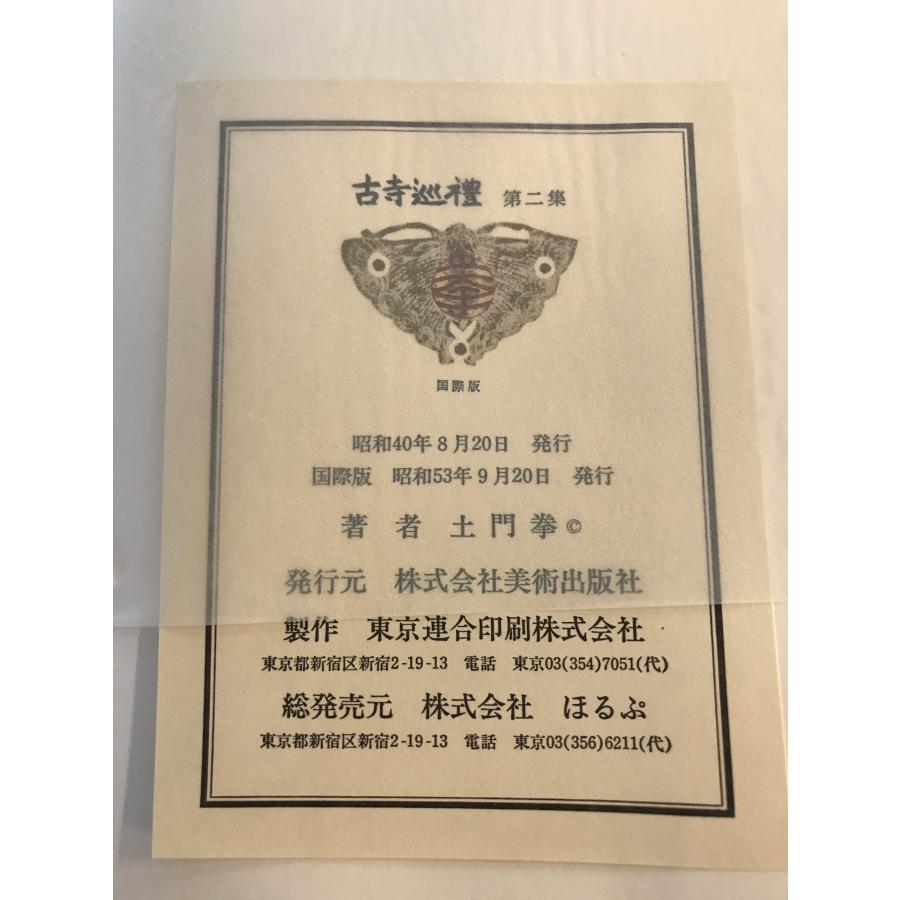 古寺巡禮 第二集
拳
国際版
昭和40年8月20日 発行
国際版 昭和53年9月20日 発行
著者 土門拳©
発行元 株式会社美術出版社
製作 東京連合印刷株式会社
東京都新宿区新宿2-19-13 電話 東京03(354)7051(代)
総発売元 株式会社 ほるぷ
東京都新宿区新宿2-19-13 電話 東京03(356)6211(代)